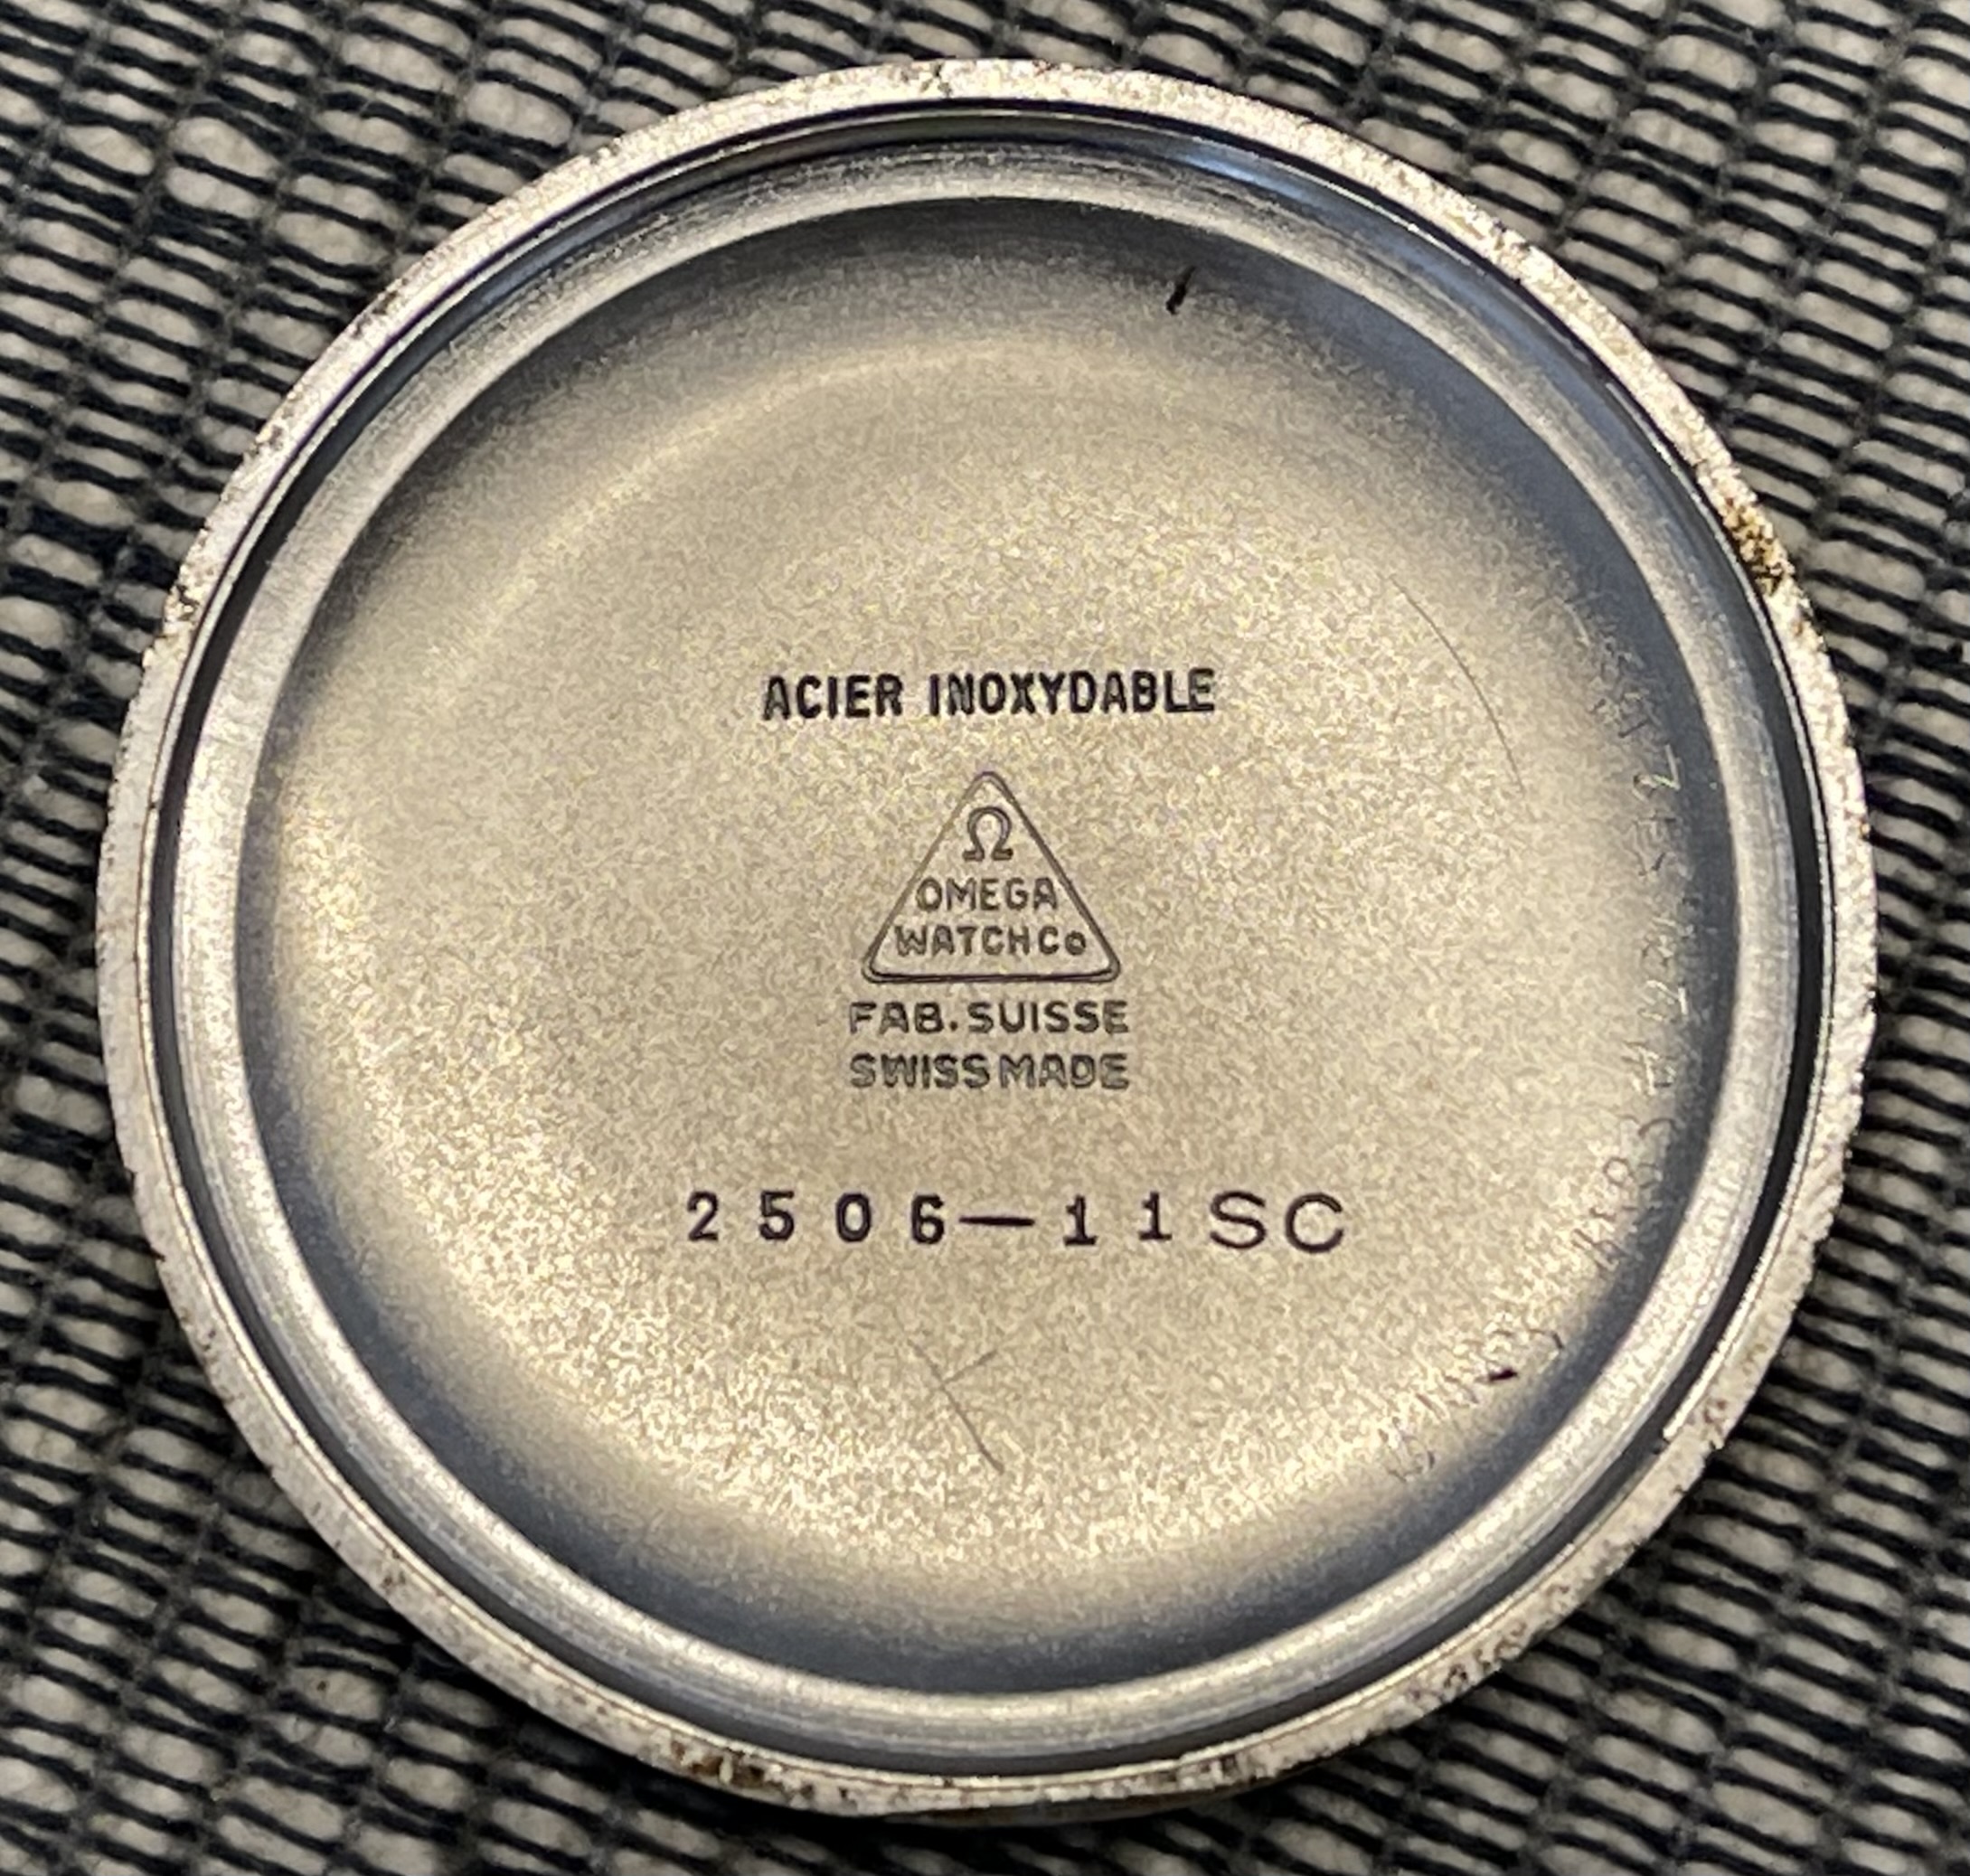 ACIER INOXYDABLE
Ω
OMEGA
WATCH Co
FAB. SUISSE
SWISS MADE
2506-11SC